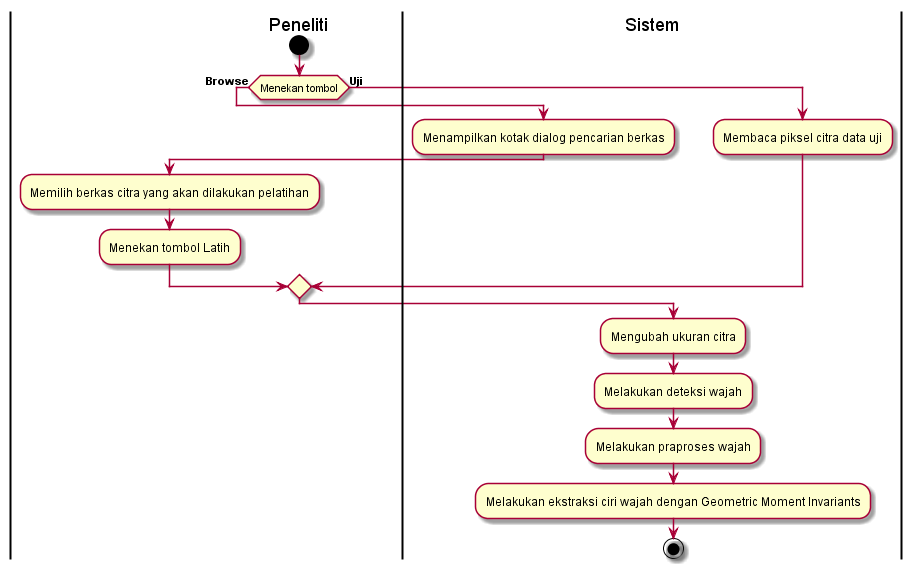 Peneliti
Sistem
Browse
Menekan tombol
Uji
Menampilkan kotak dialog pencarian berkas
Membaca piksel citra data uji
Memilih berkas citra yang akan dilakukan pelatihan
Menekan tombol Latih
Mengubah ukuran citra
Melakukan deteksi wajah
Melakukan praproses wajah
Melakukan ekstraksi ciri wajah dengan Geometric Moment Invariants